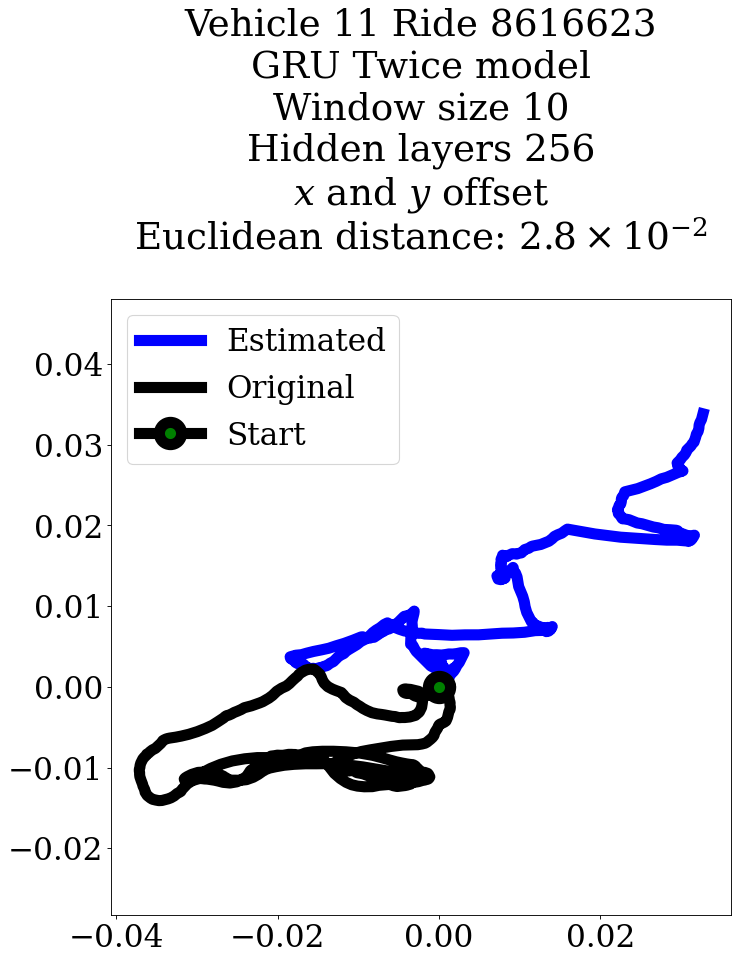 Vehicle 11 Ride 8616623
GRU Twice model
Window size 10
Hidden layers 256
x and y offset
Euclidean distance: 2.8 × 10⁻²
Estimated
Original
Start
0.04
0.03
0.02
0.01
0.00
−0.01
−0.02
−0.04 −0.02 0.00 0.02